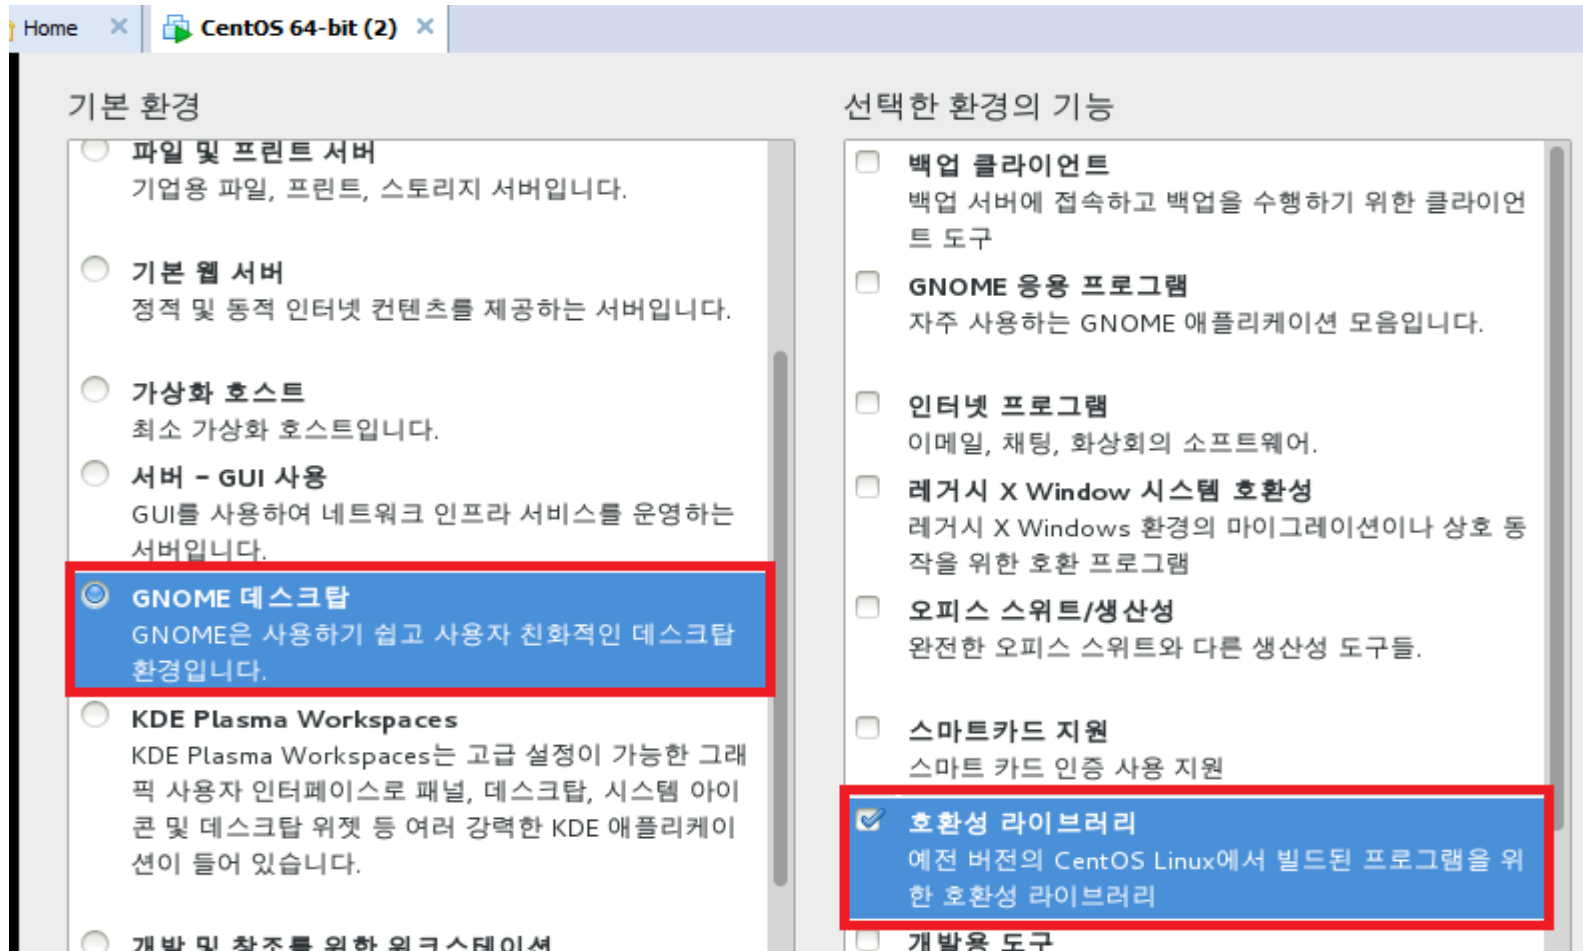 Home
CentOS 64-bit (2)
기본 환경
파일 및 프린트 서버
기업용 파일, 프린트, 스토리지 서버입니다.
기본 웹 서버
정적 및 동적 인터넷 컨텐츠를 제공하는 서버입니다.
가상화 호스트
최소 가상화 호스트입니다.
서버 – GUI 사용
GUI를 사용하여 네트워크 인프라 서비스를 운영하는
서버입니다.
GNOME 데스크탑
GNOME은 사용하기 쉽고 사용자 친화적인 데스크탑
환경입니다.
KDE Plasma Workspaces
KDE Plasma Workspaces는 고급 설정이 가능한 그래
픽 사용자 인터페이스로 패널, 데스크탑, 시스템 아이
콘 및 데스크탑 위젯 등 여러 강력한 KDE 애플리케이
션이 들어 있습니다.
개발 및 창조를 위한 워크스테이션
선택한 환경의 기능
백업 클라이언트
백업 서버에 접속하고 백업을 수행하기 위한 클라이언
트 도구
GNOME 응용 프로그램
자주 사용하는 GNOME 애플리케이션 모음입니다.
인터넷 프로그램
이메일, 채팅, 화상회의 소프트웨어.
레거시 X Window 시스템 호환성
레거시 X Windows 환경의 마이그레이션이나 상호 동
작을 위한 호환 프로그램
오피스 스위트/생산성
완전한 오피스 스위트와 다른 생산성 도구들.
스마트카드 지원
스마트 카드 인증 사용 지원
호환성 라이브러리
예전 버전의 CentOS Linux에서 빌드된 프로그램을 위
한 호환성 라이브러리
개발용 도구